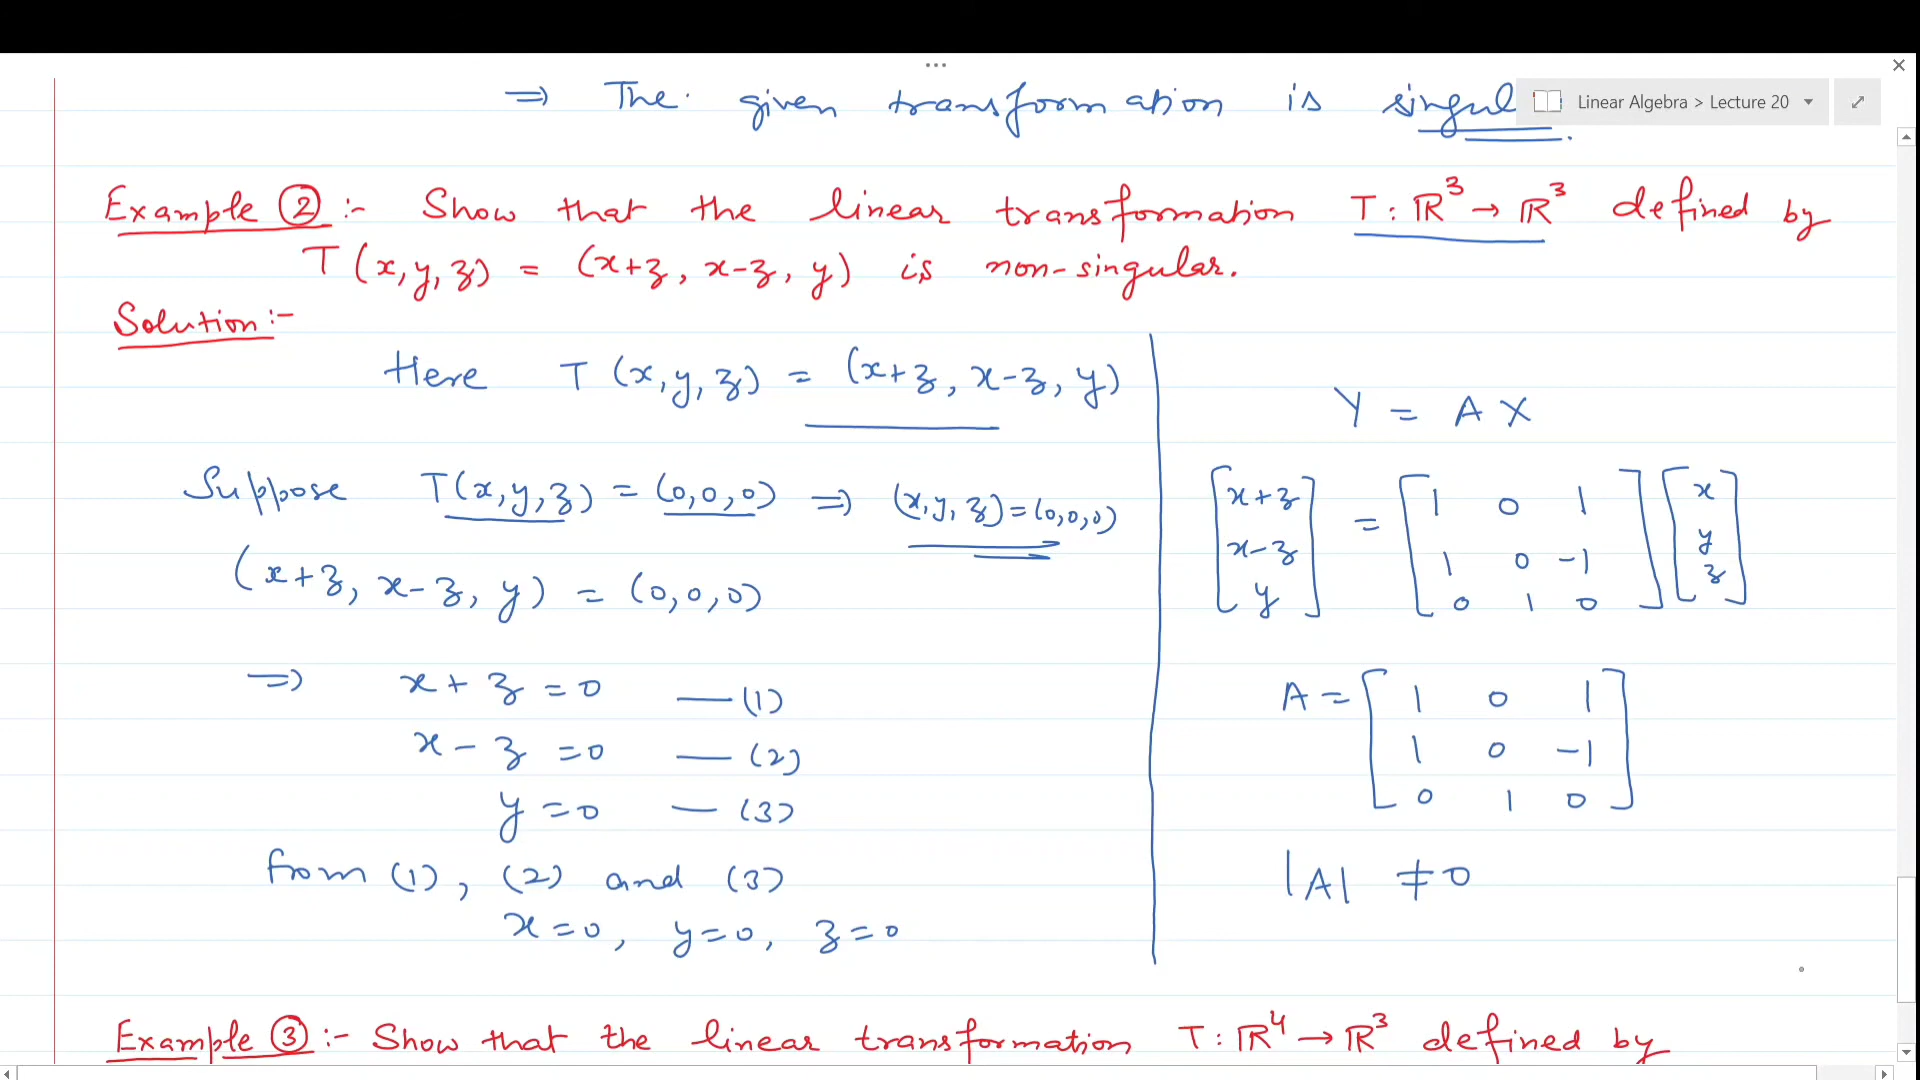 ⇒ The given transformation is singul
Linear Algebra > Lecture 20
Example ② :- Show that the linear transformation T : ℝ³ → ℝ³ defined by
T(x, y, z) = (x+z, x-z, y) is non-singular.
Solution :-
Here T(x, y, z) = (x+z, x-z, y)
Suppose T(x, y, z) = (0,0,0) ⇒ (x, y, z) = (0,0,0)
(x+z, x-z, y) = (0,0,0)
⇒ x + z = 0 — (1)
x - z = 0 — (2)
y = 0 — (3)
from (1), (2) and (3)
x = 0, y = 0, z = 0
Y = A X
[x+z] = [1 0 1] [x]
[x-z] [1 0 -1] [y]
[y] [0 1 0] [z]
A = [1 0 1]
[1 0 -1]
[0 1 0]
|A| ≠ 0
Example ③ :- Show that the linear transformation T : ℝ⁴ → ℝ³ defined by